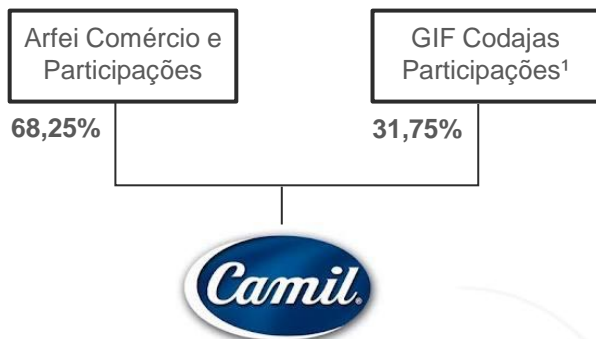 Arfei Comércio e
Participações
GIF Codajas
Participações¹
68,25%
31,75%
Camil